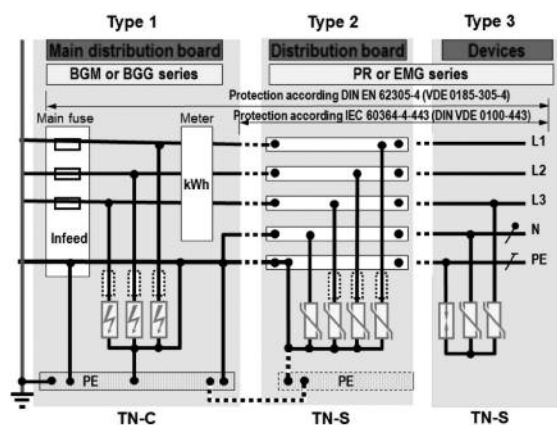 Type 1 Type 2 Type 3
Main distribution board Distribution board Devices
BGM or BGG series PR or EMG series
Protection according DIN EN 62305-4 (VDE 0185-305-4)
Main fuse Meter Protection according IEC 60364-4-443 (DIN VDE 0100-443)
L1
L2
kWh
L3
Infeed N
PE
PE PE
TN-C TN-S TN-S